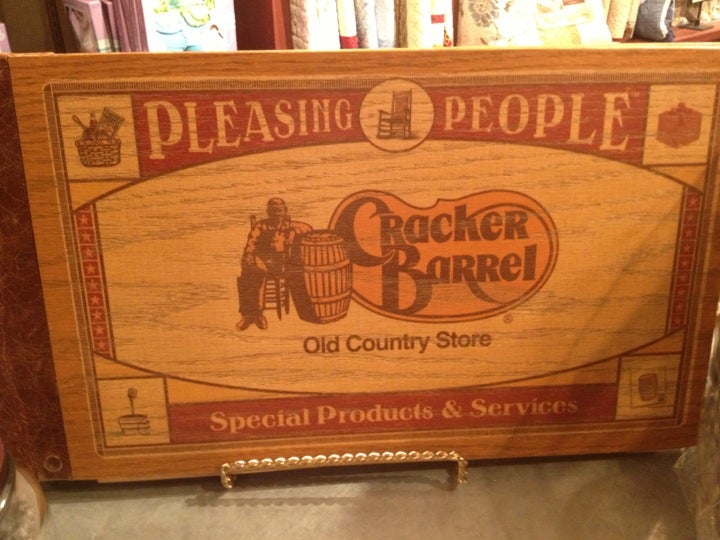 PLEASING PEOPLE
Cracker
Barrel
®
Old Country Store
Special Products & Services